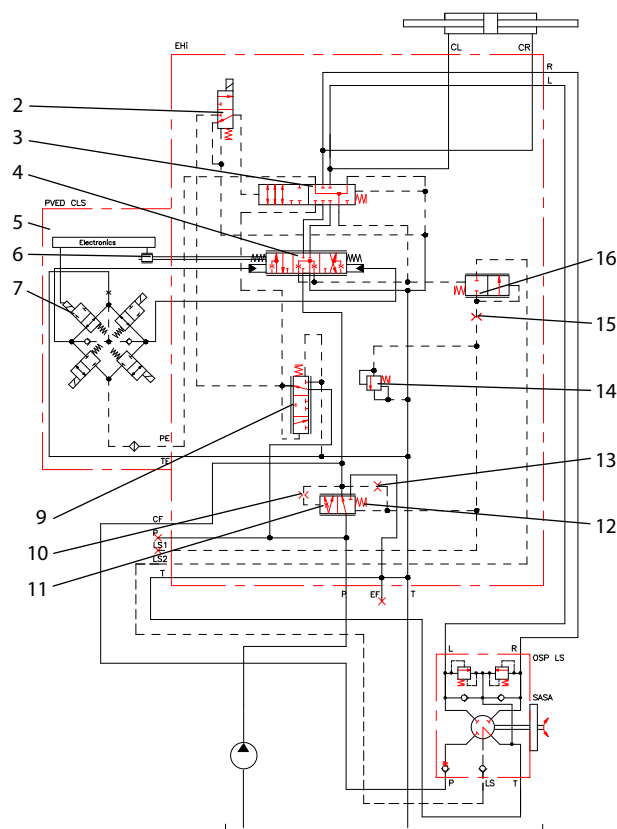 EHi
CL
CR
R
L
2
3
4
PVED CLS
5
Electronics
6
7
16
15
14
PE
TE
13
9
CF
P
10
12
LS1
11
LS2
T
P
EF
T
L
R
OSP LS
SASA
P
LS
T